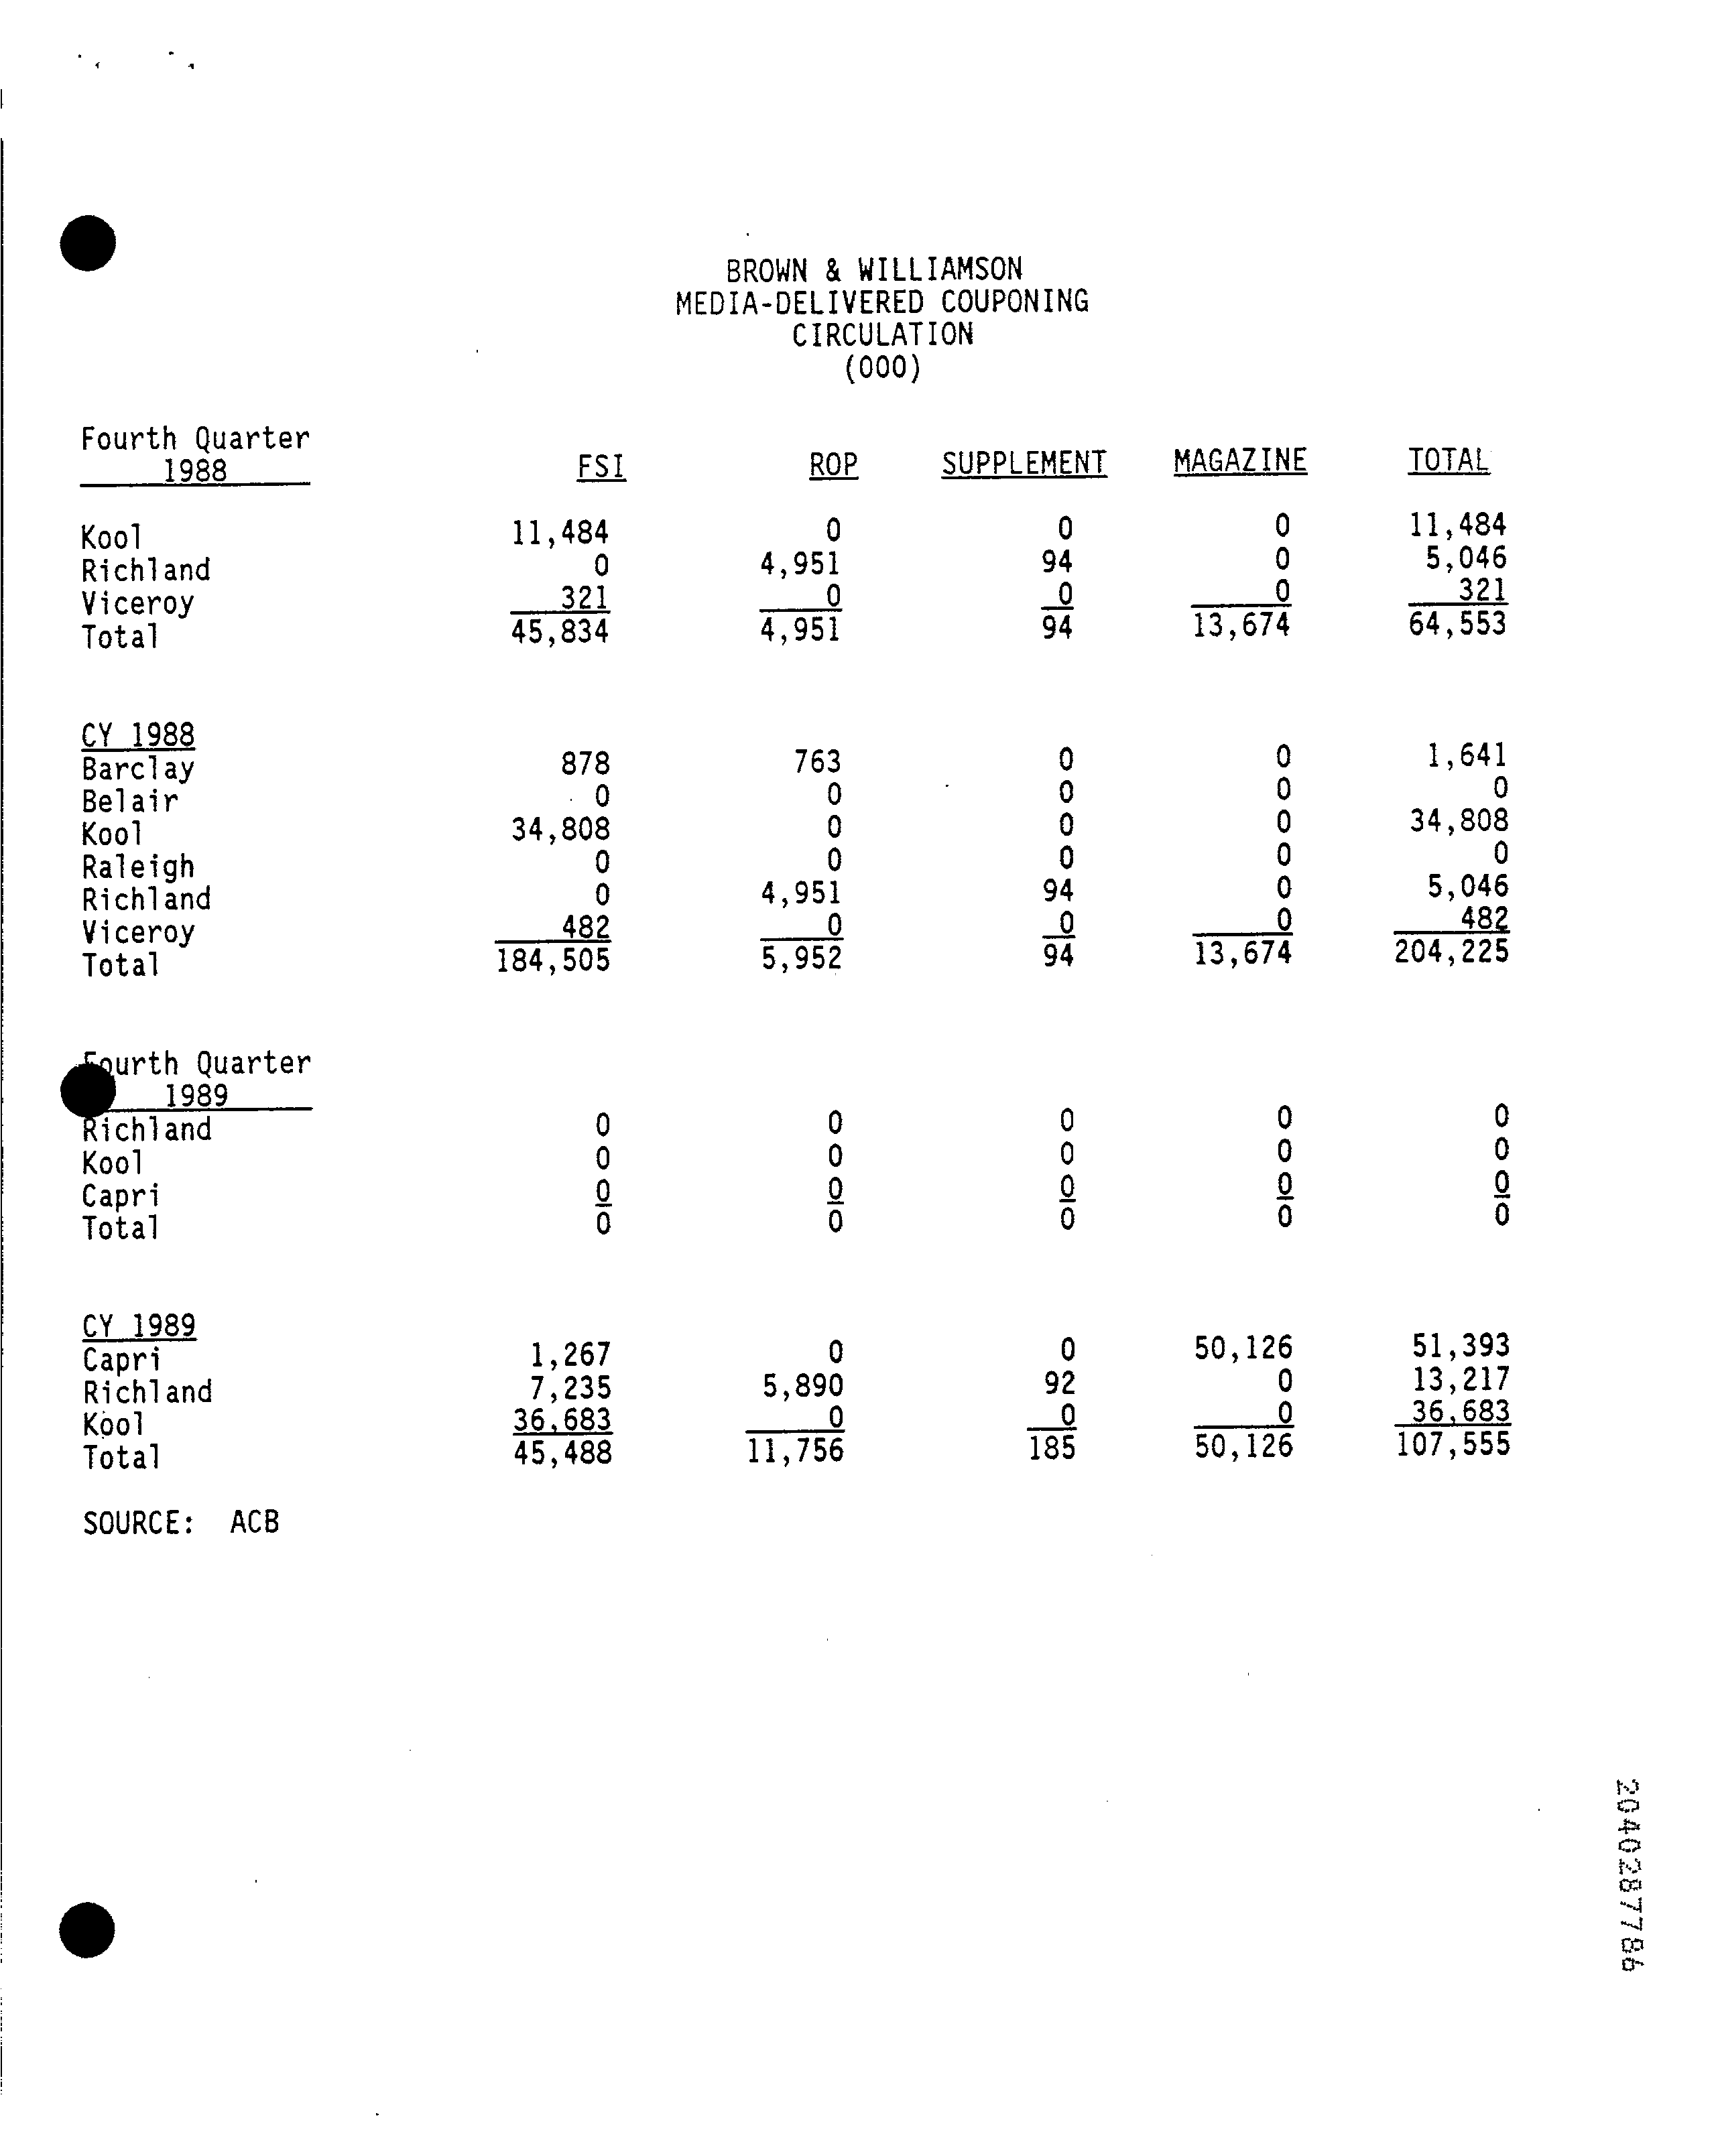 BROWN & WILLIAMSON
MEDIA-DELIVERED COUPONING
CIRCULATION
(000)
Fourth Quarter
1988 FSI ROP SUPPLEMENT MAGAZINE TOTAL
Kool 11,484 0 0 0 11,484
Richland 0 4,951 94 0 5,046
Viceroy 321 0 0 0 321
Total 45,834 4,951 94 13,674 64,553
CY 1988
Barclay 878 763 0 0 1,641
Belair 0 0 0 0 0
Kool 34,808 0 0 0 34,808
Raleigh 0 0 0 0 0
Richland 0 4,951 94 0 5,046
Viceroy 482 0 0 0 482
Total 184,505 5,952 94 13,674 204,225
Fourth Quarter
1989
Richland 0 0 0 0 0
Kool 0 0 0 0 0
Capri 0 0 0 0 0
Total 0 0 0 0 0
CY 1989
Capri 1,267 0 0 50,126 51,393
Richland 7,235 5,890 92 0 13,217
Kool 36,683 0 0 0 36,683
Total 45,488 11,756 185 50,126 107,555
SOURCE: ACB
2040287786